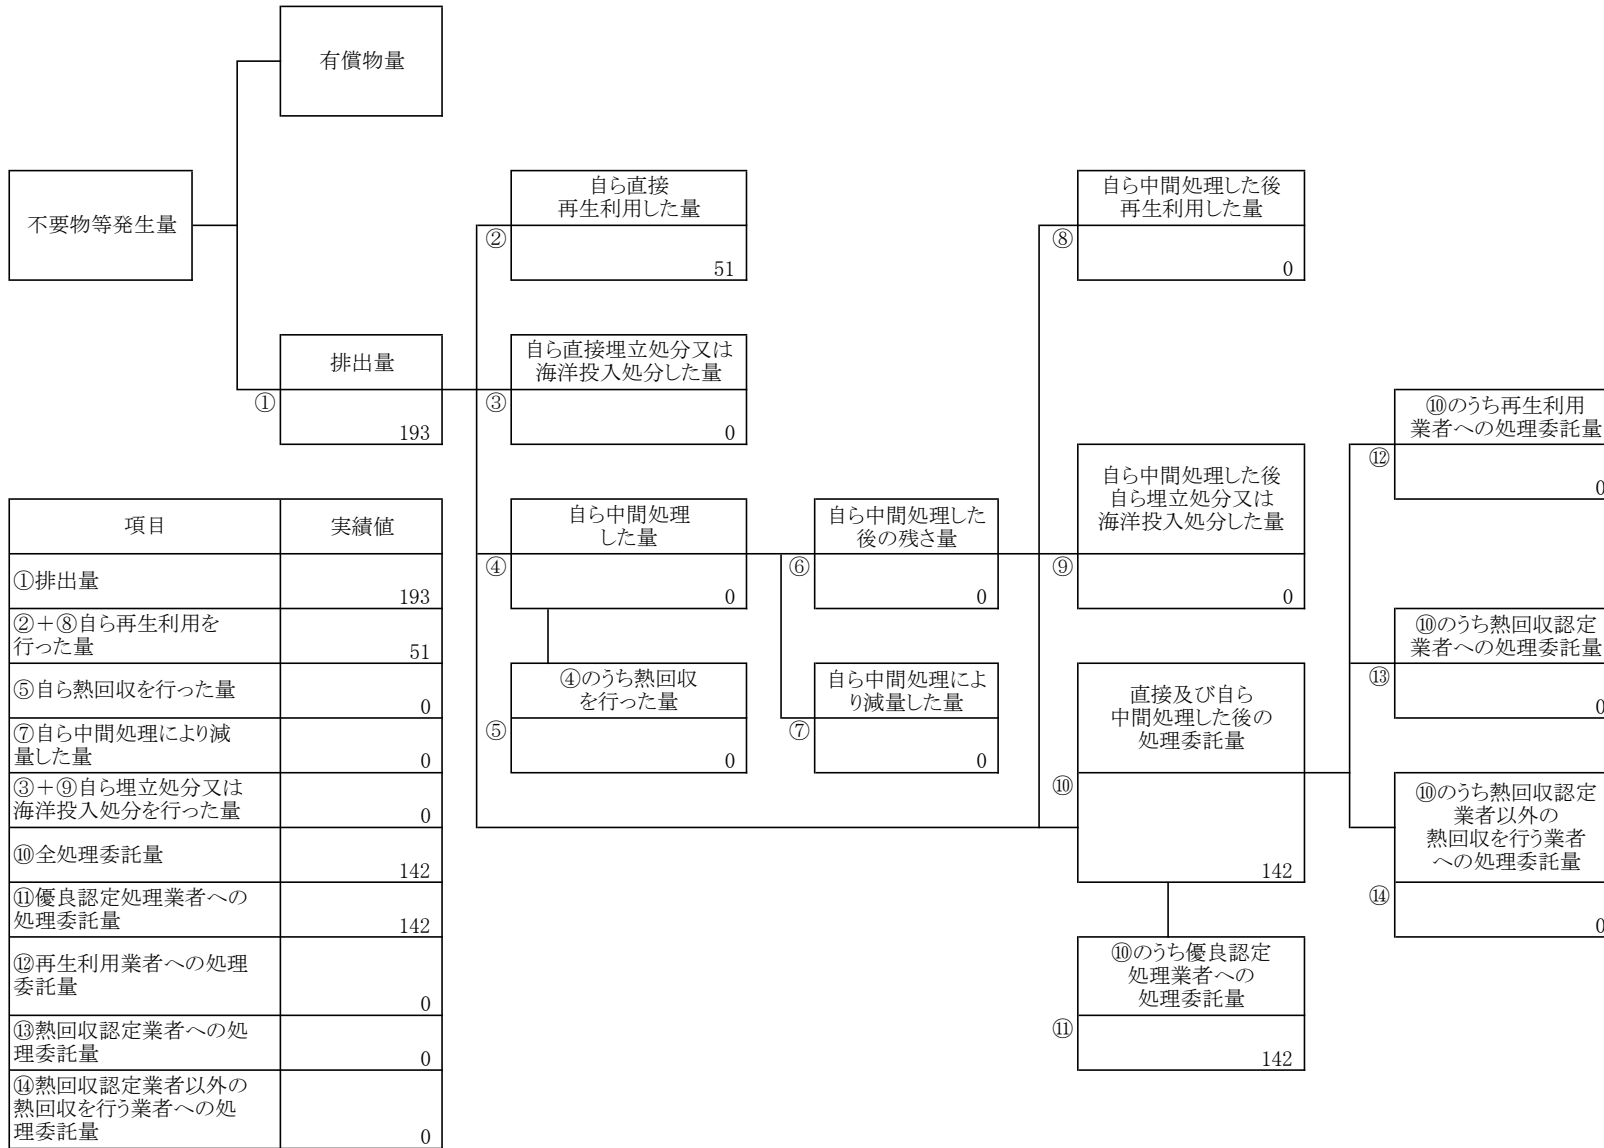 有償物量
不要物等発生量
自ら直接
再生利用した量
②
51
自ら中間処理した後
再生利用した量
⑧
0
排出量
①
193
自ら直接埋立処分又は
海洋投入処分した量
③
0
⑩のうち再生利用
業者への処理委託量
⑫
0
自ら中間処理
した量
④
0
自ら中間処理した
後の残さ量
⑥
0
自ら中間処理した後
自ら埋立処分又は
海洋投入処分した量
⑨
0
⑩のうち熱回収認定
業者への処理委託量
⑬
0
④のうち熱回収
を行った量
⑤
0
自ら中間処理によ
り減量した量
⑦
0
直接及び自ら
中間処理した後の
処理委託量
⑩
142
⑩のうち熱回収認定
業者以外の
熱回収を行う業者
への処理委託量
⑭
0
⑩のうち優良認定
処理業者への
処理委託量
⑪
142
項目 実績値
①排出量
193
②+⑧自ら再生利用を
行った量
51
⑤自ら熱回収を行った量
0
⑦自ら中間処理により減
量した量
0
③+⑨自ら埋立処分又は
海洋投入処分を行った量
0
⑩全処理委託量
142
⑪優良認定処理業者への
処理委託量
142
⑫再生利用業者への処理
委託量
0
⑬熱回収認定業者への処
理委託量
0
⑭熱回収認定業者以外の
熱回収を行う業者への処
理委託量
0